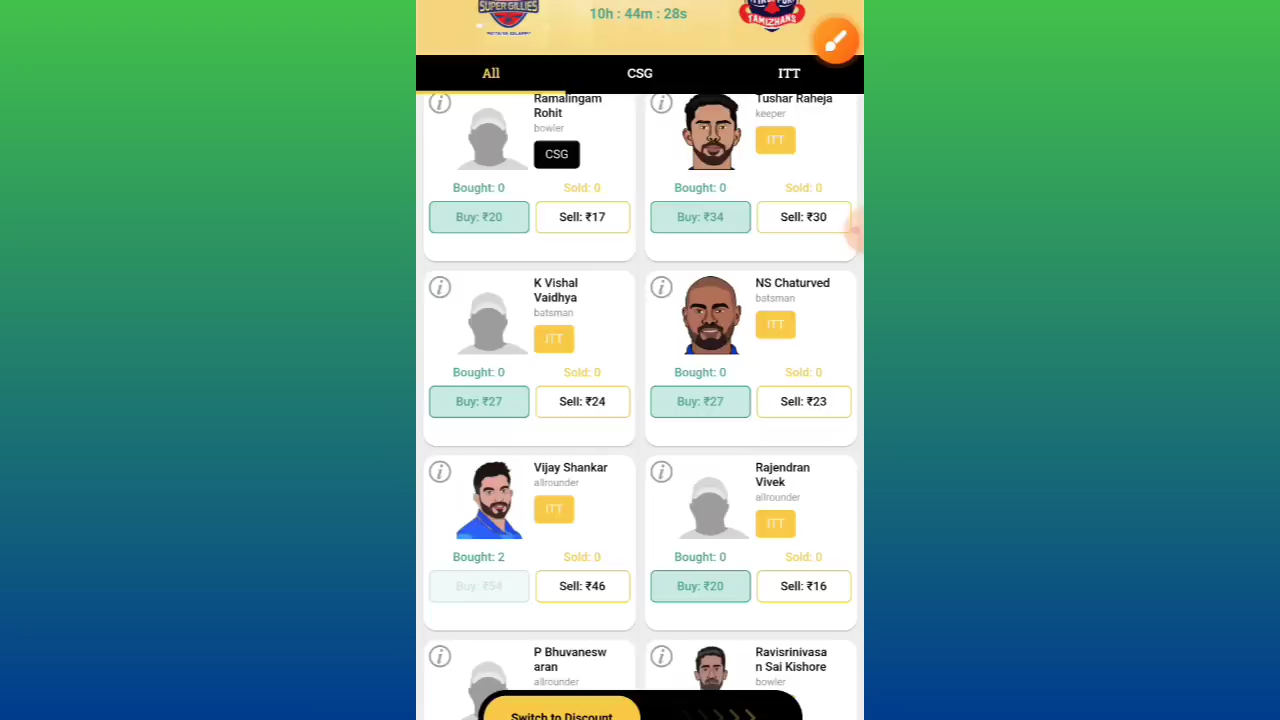 SUPER GILLIES
10h : 44m : 28s
TAMIZHANS
All
CSG
ITT
Ramalingam
Rohit
bowler
CSG
Bought: 0
Sold: 0
Buy: ₹20
Sell: ₹17
Tushar Raheja
keeper
ITT
Bought: 0
Sold: 0
Buy: ₹34
Sell: ₹30
K Vishal
Vaidhya
batsman
ITT
Bought: 0
Sold: 0
Buy: ₹27
Sell: ₹24
NS Chaturved
batsman
ITT
Bought: 0
Sold: 0
Buy: ₹27
Sell: ₹23
Vijay Shankar
allrounder
ITT
Bought: 2
Sold: 0
Buy: ₹54
Sell: ₹46
Rajendran
Vivek
allrounder
ITT
Bought: 0
Sold: 0
Buy: ₹20
Sell: ₹16
P Bhuvanesw
aran
allrounder
Ravisrinivasa
n Sai Kishore
bowler
Switch to Discount